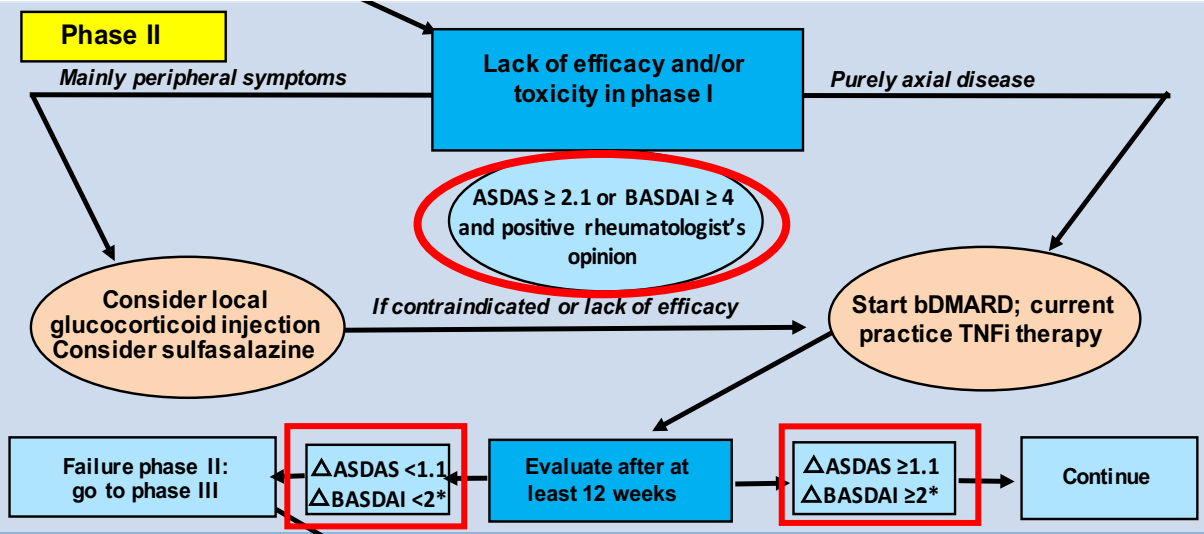 Phase II
Mainly peripheral symptoms
Lack of efficacy and/or
toxicity in phase I
Purely axial disease
ASDAS ≥ 2.1 or BASDAI ≥ 4
and positive rheumatologist's
opinion
Consider local
glucocorticoid injection
Consider sulfasalazine
If contraindicated or lack of efficacy
Start bDMARD; current
practice TNFi therapy
Failure phase II:
go to phase III
△ASDAS <1.1
△BASDAI <2*
Evaluate after at
least 12 weeks
△ASDAS ≥1.1
△BASDAI ≥2*
Continue